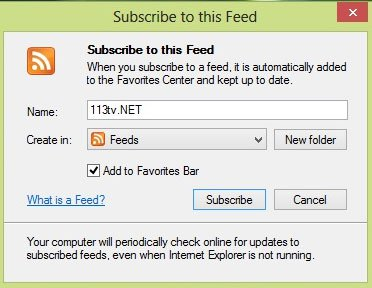 Subscribe to this Feed
Subscribe to this Feed
When you subscribe to a feed, it is automatically added
to the Favorites Center and kept up to date.
Name: 113tv.NET
Create in: Feeds New folder
Add to Favorites Bar
What is a Feed? Subscribe Cancel
Your computer will periodically check online for updates to
subscribed feeds, even when Internet Explorer is not running.